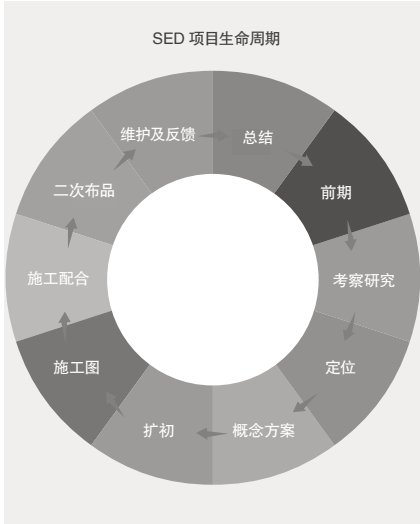 SED 项目生命周期
总结
前期
考察研究
定位
概念方案
扩初
施工图
施工配合
二次布品
维护及反馈